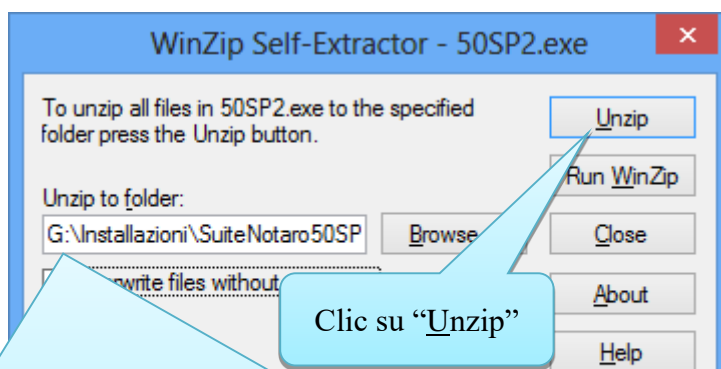 WinZip Self-Extractor - 50SP2.exe
To unzip all files in 50SP2.exe to the specified
folder press the Unzip button.
Unzip
Run WinZip
Unzip to folder:
G:\Installazioni\SuiteNotaro50SP
Browse
Close
write files without
About
Clic su “Unzip”
Help